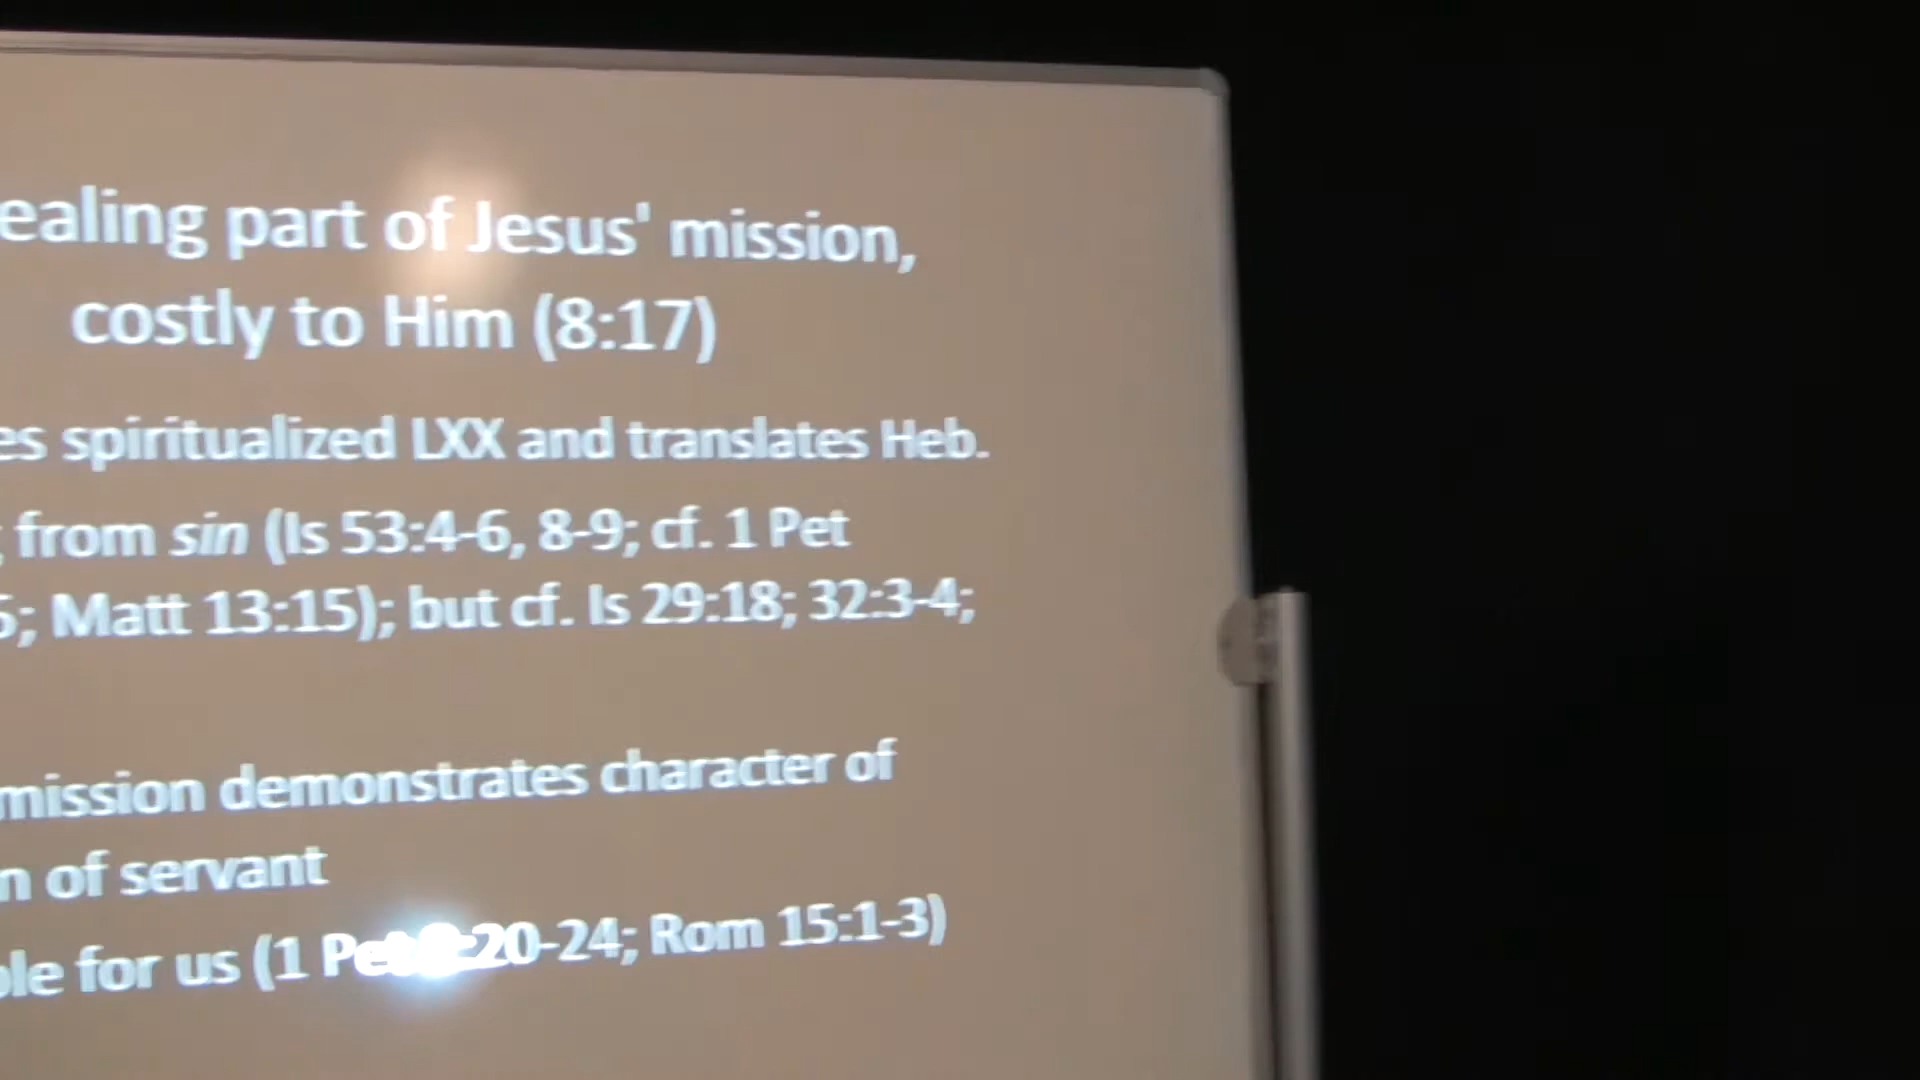 ealing part of Jesus' mission,
costly to Him (8:17)
es spiritualized LXX and translates Heb.
from sin (Is 53:4-6, 8-9; cf. 1 Pet
5; Matt 13:15); but cf. Is 29:18; 32:3-4;
mission demonstrates character of
n of servant
ole for us (1 Pet :20-24; Rom 15:1-3)